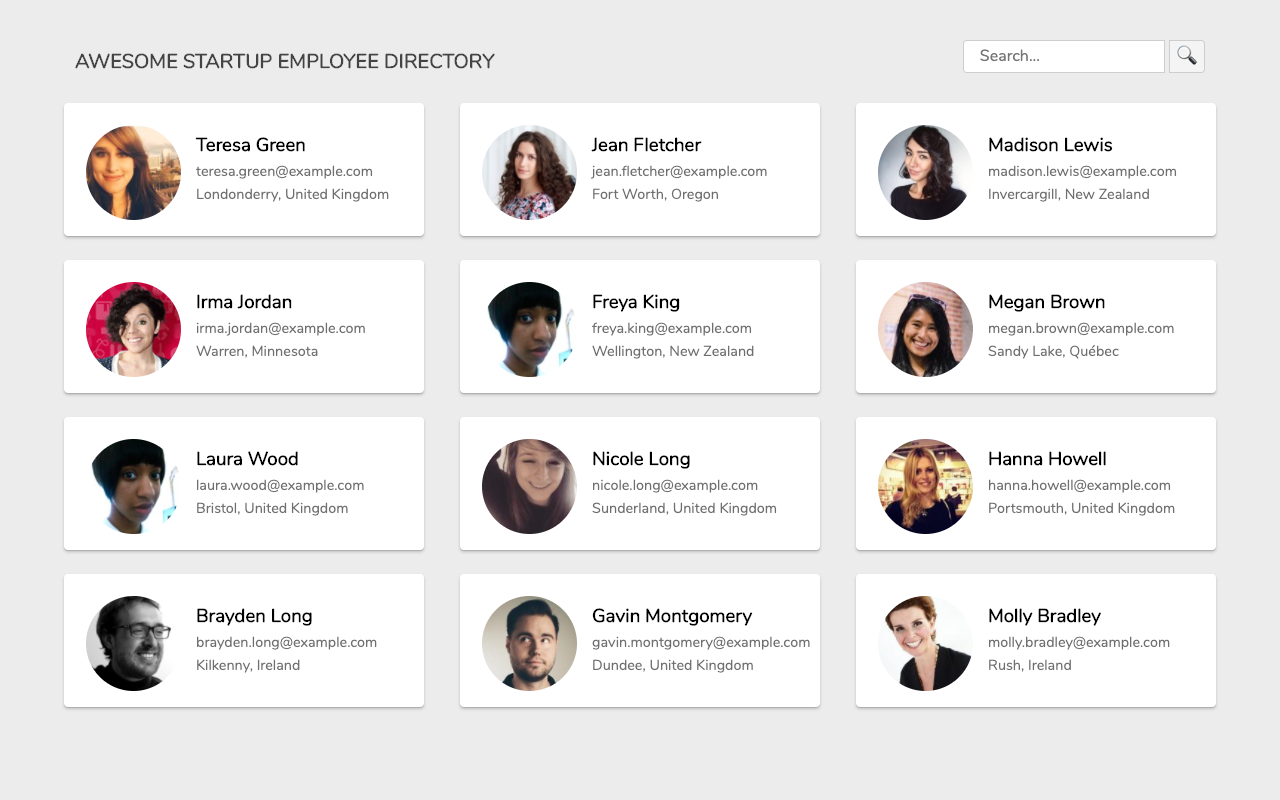 AWESOME STARTUP EMPLOYEE DIRECTORY
Search...
Teresa Green
teresa.green@example.com
Londonderry, United Kingdom
Jean Fletcher
jean.fletcher@example.com
Fort Worth, Oregon
Madison Lewis
madison.lewis@example.com
Invercargill, New Zealand
Irma Jordan
irma.jordan@example.com
Warren, Minnesota
Freya King
freya.king@example.com
Wellington, New Zealand
Megan Brown
megan.brown@example.com
Sandy Lake, Québec
Laura Wood
laura.wood@example.com
Bristol, United Kingdom
Nicole Long
nicole.long@example.com
Sunderland, United Kingdom
Hanna Howell
hanna.howell@example.com
Portsmouth, United Kingdom
Brayden Long
brayden.long@example.com
Kilkenny, Ireland
Gavin Montgomery
gavin.montgomery@example.com
Dundee, United Kingdom
Molly Bradley
molly.bradley@example.com
Rush, Ireland